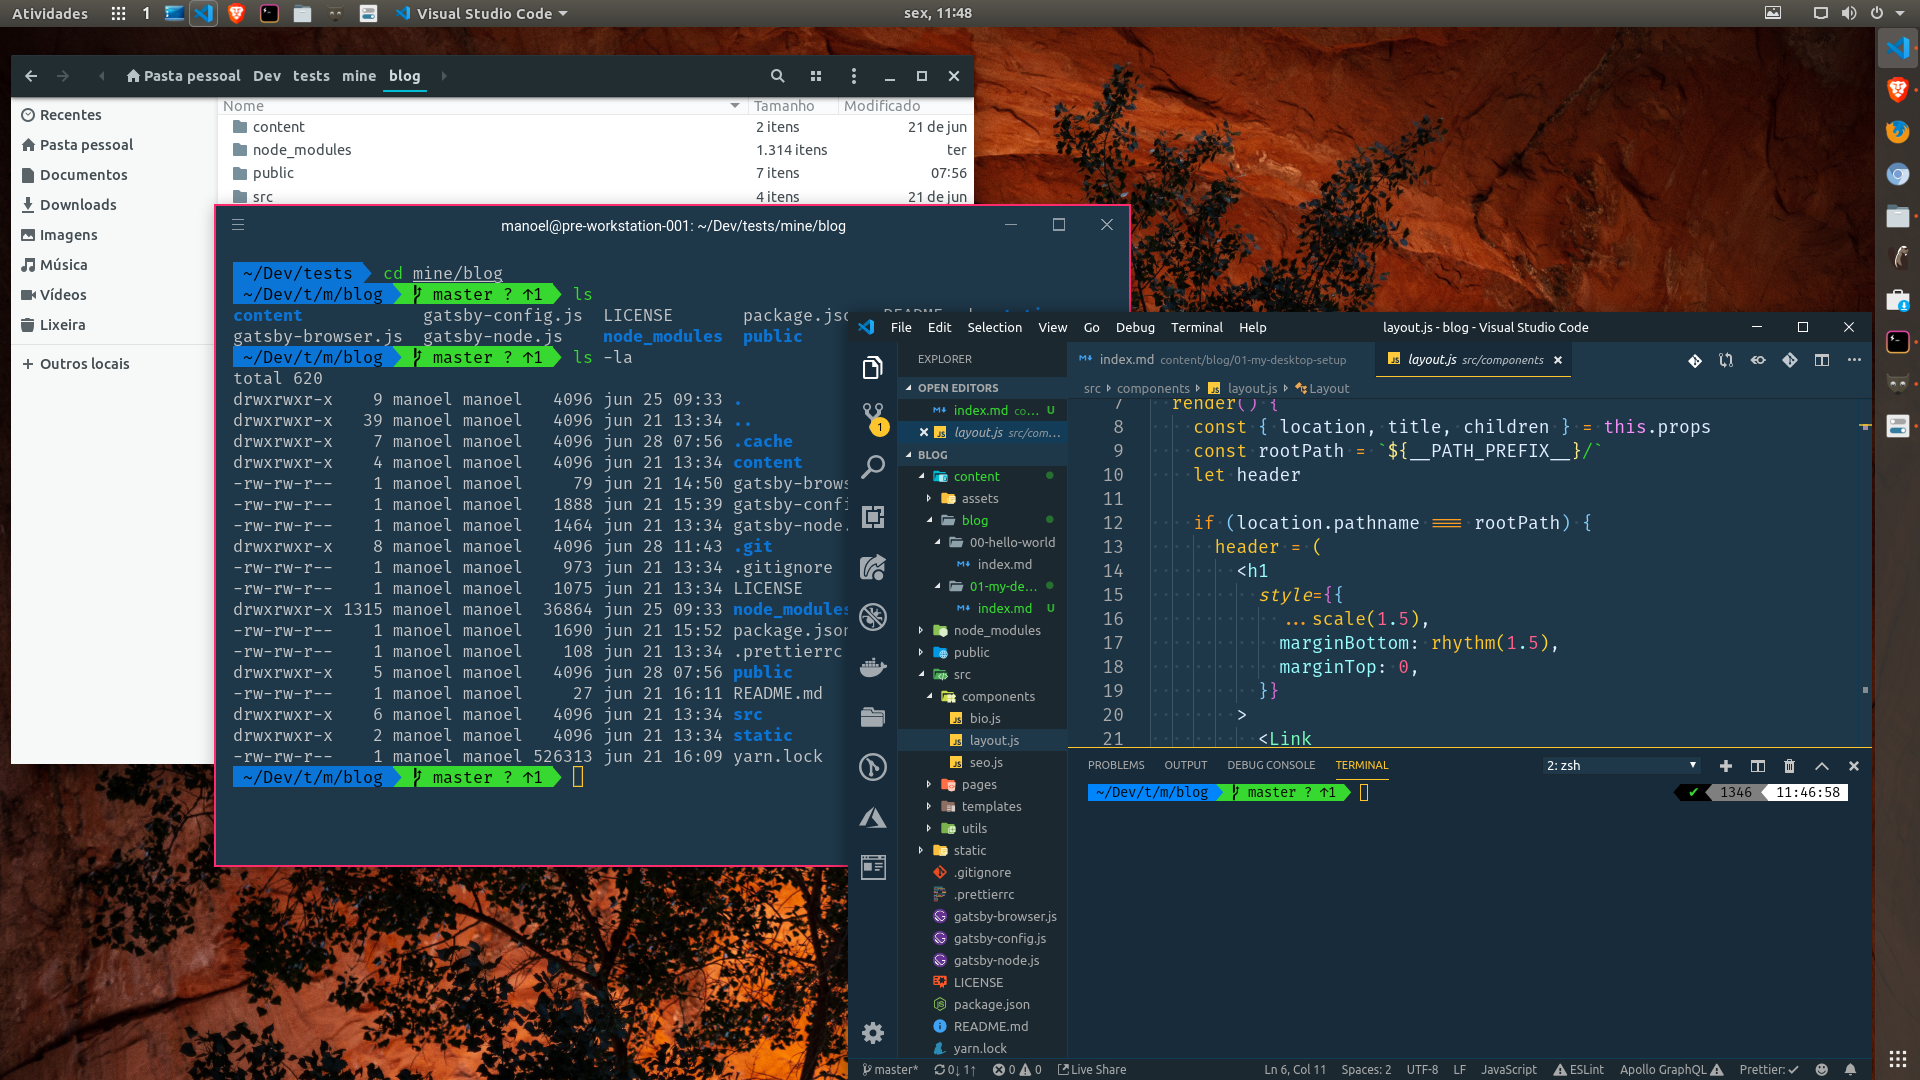 Atividades 1 Visual Studio Code sex, 11:48
Pasta pessoal Dev tests mine blog
Nome Tamanho Modificado
Recentes
Pasta pessoal
Documentos
Downloads
Imagens
Música
Vídeos
Lixeira
Outros locais
content 2 itens 21 de jun
node_modules 1.314 itens ter
public 7 itens 07:56
src 4 itens 21 de jun
manoel@pre-workstation-001: ~/Dev/tests/mine/blog
~/Dev/tests cd mine/blog
~/Dev/t/m/blog master ? ↑1 ls
content gatsby-config.js LICENSE package.json
gatsby-browser.js gatsby-node.js node_modules public
~/Dev/t/m/blog master ? ↑1 ls -la
total 620
drwxrwxr-x 9 manoel manoel 4096 jun 25 09:33 .
drwxrwxr-x 39 manoel manoel 4096 jun 21 13:34 ..
drwxrwxr-x 7 manoel manoel 4096 jun 28 07:56 .cache
drwxrwxr-x 4 manoel manoel 4096 jun 21 13:34 content
-rw-rw-r-- 1 manoel manoel 79 jun 21 14:50 gatsby-brows
-rw-rw-r-- 1 manoel manoel 1888 jun 21 15:39 gatsby-confi
-rw-rw-r-- 1 manoel manoel 1464 jun 21 13:34 gatsby-node.
drwxrwxr-x 8 manoel manoel 4096 jun 28 11:43 .git
-rw-rw-r-- 1 manoel manoel 973 jun 21 13:34 .gitignore
-rw-rw-r-- 1 manoel manoel 1075 jun 21 13:34 LICENSE
drwxrwxr-x 1315 manoel manoel 36864 jun 25 09:33 node_modules
-rw-rw-r-- 1 manoel manoel 1690 jun 21 15:52 package.json
-rw-rw-r-- 1 manoel manoel 108 jun 21 13:34 .prettierrc
drwxrwxr-x 5 manoel manoel 4096 jun 28 07:56 public
-rw-rw-r-- 1 manoel manoel 27 jun 21 16:11 README.md
drwxrwxr-x 6 manoel manoel 4096 jun 21 13:34 src
drwxrwxr-x 2 manoel manoel 4096 jun 21 13:34 static
-rw-rw-r-- 1 manoel manoel 526313 jun 21 16:09 yarn.lock
~/Dev/t/m/blog master ? ↑1
File Edit Selection View Go Debug Terminal Help layout.js - blog - Visual Studio Code
EXPLORER
OPEN EDITORS
index.md co... U
layout.js src/com...
BLOG
content
assets
blog
00-hello-world
index.md
01-my-de...
index.md U
node_modules
public
src
components
bio.js
layout.js
seo.js
pages
templates
utils
static
.gitignore
.prettierrc
gatsby-browser.js
gatsby-config.js
gatsby-node.js
LICENSE
package.json
README.md
yarn.lock
1
index.md content/blog/01-my-desktop-setup layout.js src/components
src components layout.js Layout
7 render() {
8 const { location, title, children } = this.props
9 const rootPath = `${__PATH_PREFIX__}/`
10 let header
11
12 if (location.pathname === rootPath) {
13 header = (
14 <h1
15 style={{
16 ...scale(1.5),
17 marginBottom: rhythm(1.5),
18 marginTop: 0,
19 }}
20 >
21 <Link
PROBLEMS OUTPUT DEBUG CONSOLE TERMINAL 2: zsh
~/Dev/t/m/blog master ? ↑1 ✔ 1346 11:46:58
master* 0↓ 1↑ 0 0 Live Share Ln 6, Col 11 Spaces: 2 UTF-8 LF JavaScript ESLint Apollo GraphQL Prettier: ✓